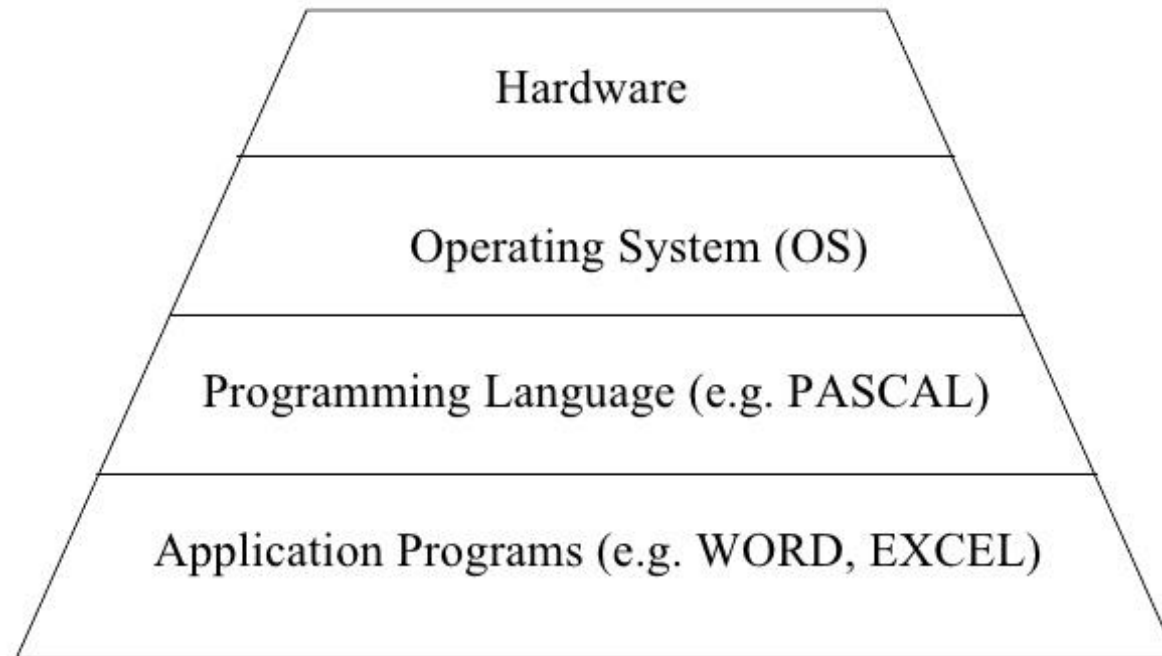 Hardware
Operating System (OS)
Programming Language (e.g. PASCAL)
Application Programs (e.g. WORD, EXCEL)